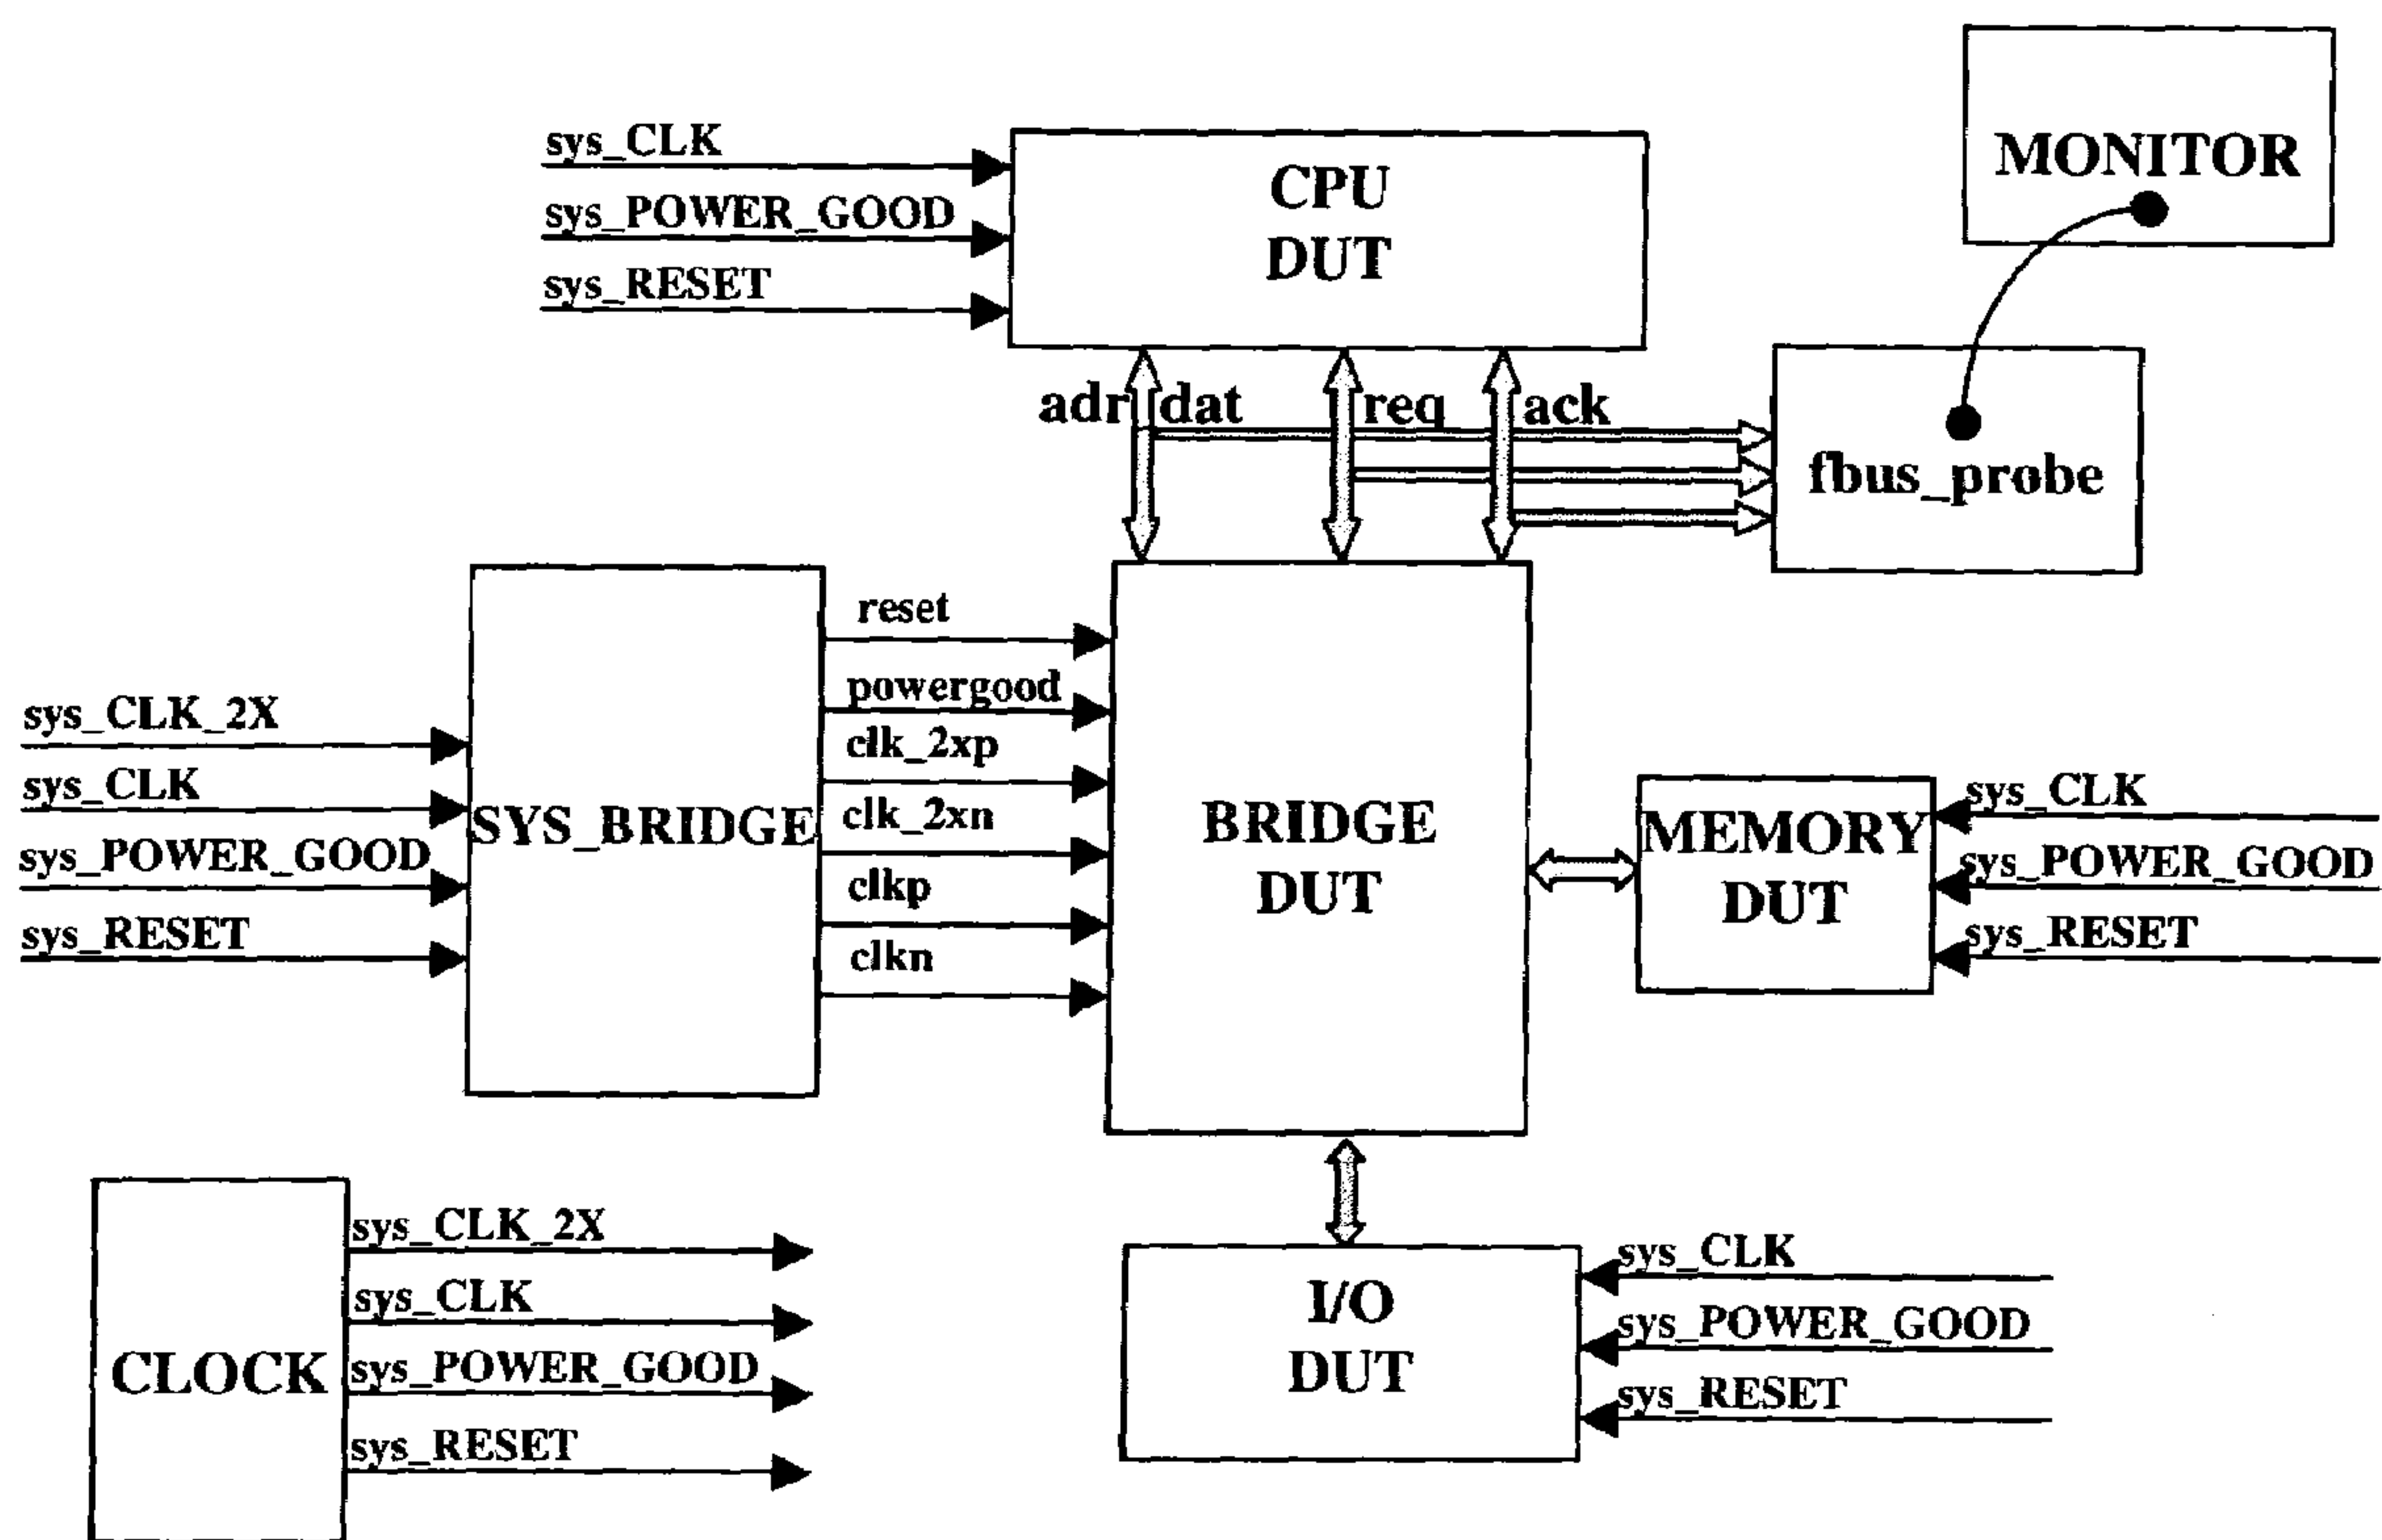 MONITOR
sys_CLK
sys_POWER_GOOD
sys_RESET
CPU
DUT
adr dat req ack
fbus_probe
sys_CLK_2X
sys_CLK
sys_POWER_GOOD
sys_RESET
SYS_BRIDGE
reset
powergood
clk_2xp
clk_2xn
clkp
clkn
BRIDGE
DUT
MEMORY
DUT
sys_CLK
sys_POWER_GOOD
sys_RESET
CLOCK
sys_CLK_2X
sys_CLK
sys_POWER_GOOD
sys_RESET
I/O
DUT
sys_CLK
sys_POWER_GOOD
sys_RESET